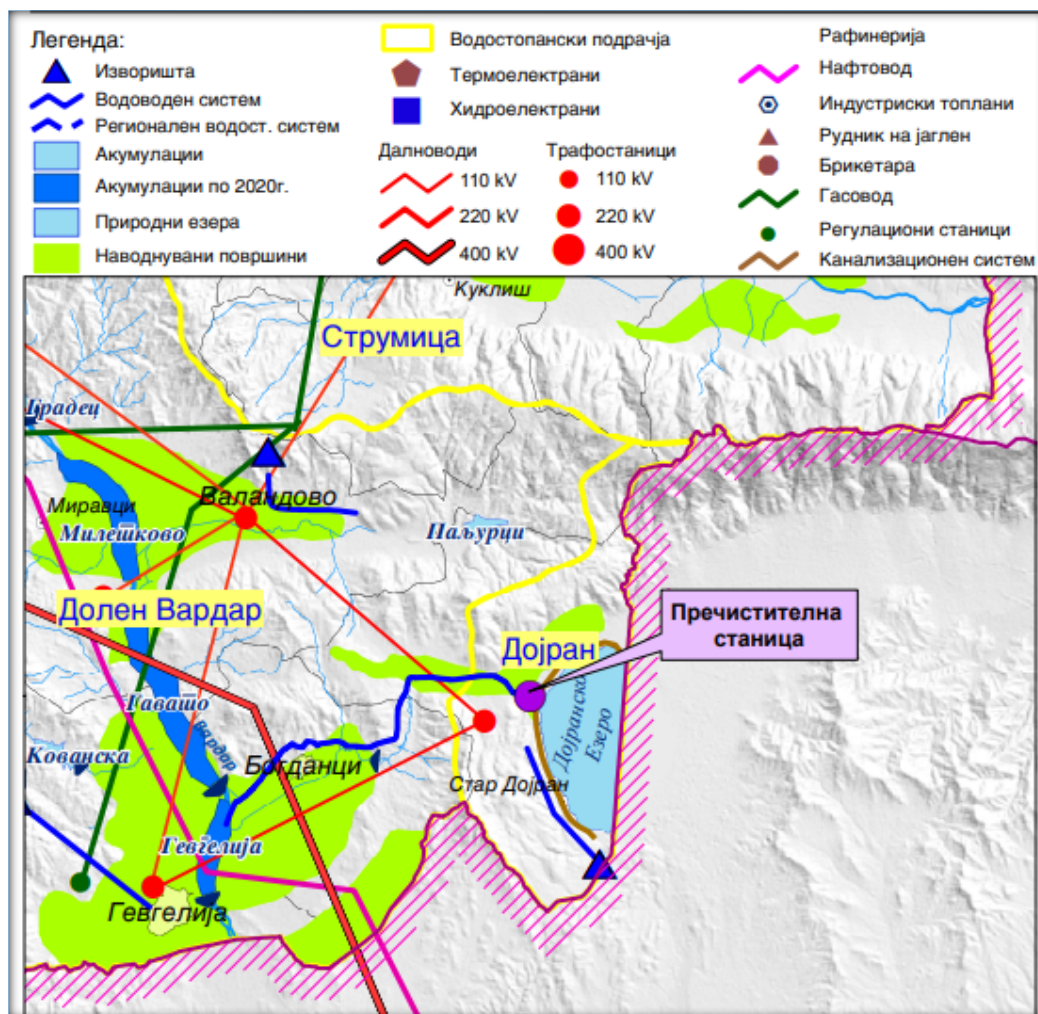 Легенда:
Изворишта
Водоводен систем
Регионален водост. систем
Акумулации
Акумулации по 2020г.
Природни езера
Наводнувани површини
Водостопански подрачја
Термоелектрани
Хидроелектрани
Далноводи
110 kV
220 kV
400 kV
Трафостаници
110 kV
220 kV
400 kV
Рафинерија
Нафтовод
Индустриски топлани
Рудник на јаглен
Брикетара
Гасовод
Регулациони станици
Канализационен систем
Куклиш
Струмица
Градец
Валандово
Миравци
Милетково
Паљурци
Долен Вардар
Дојран
Пречистителна
станица
Дојранско
Езеро
Гавато
Вардар
Кованска
Богданци
Стар Дојран
Гевгелија
Гевгелија